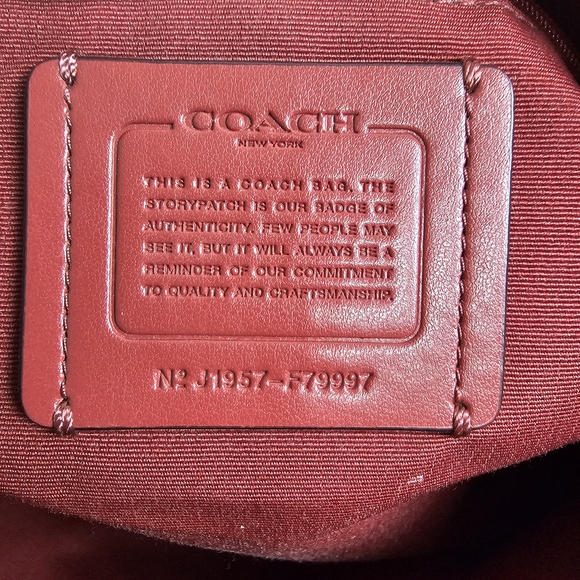 COACH
NEW YORK
THIS IS A COACH BAG. THE
STORYPATCH IS OUR BADGE OF
AUTHENTICITY. FEW PEOPLE MAY
SEE IT, BUT IT WILL ALWAYS BE A
REMINDER OF OUR COMMITMENT
TO QUALITY AND CRAFTSMANSHIP.
Nº J1957-F79997